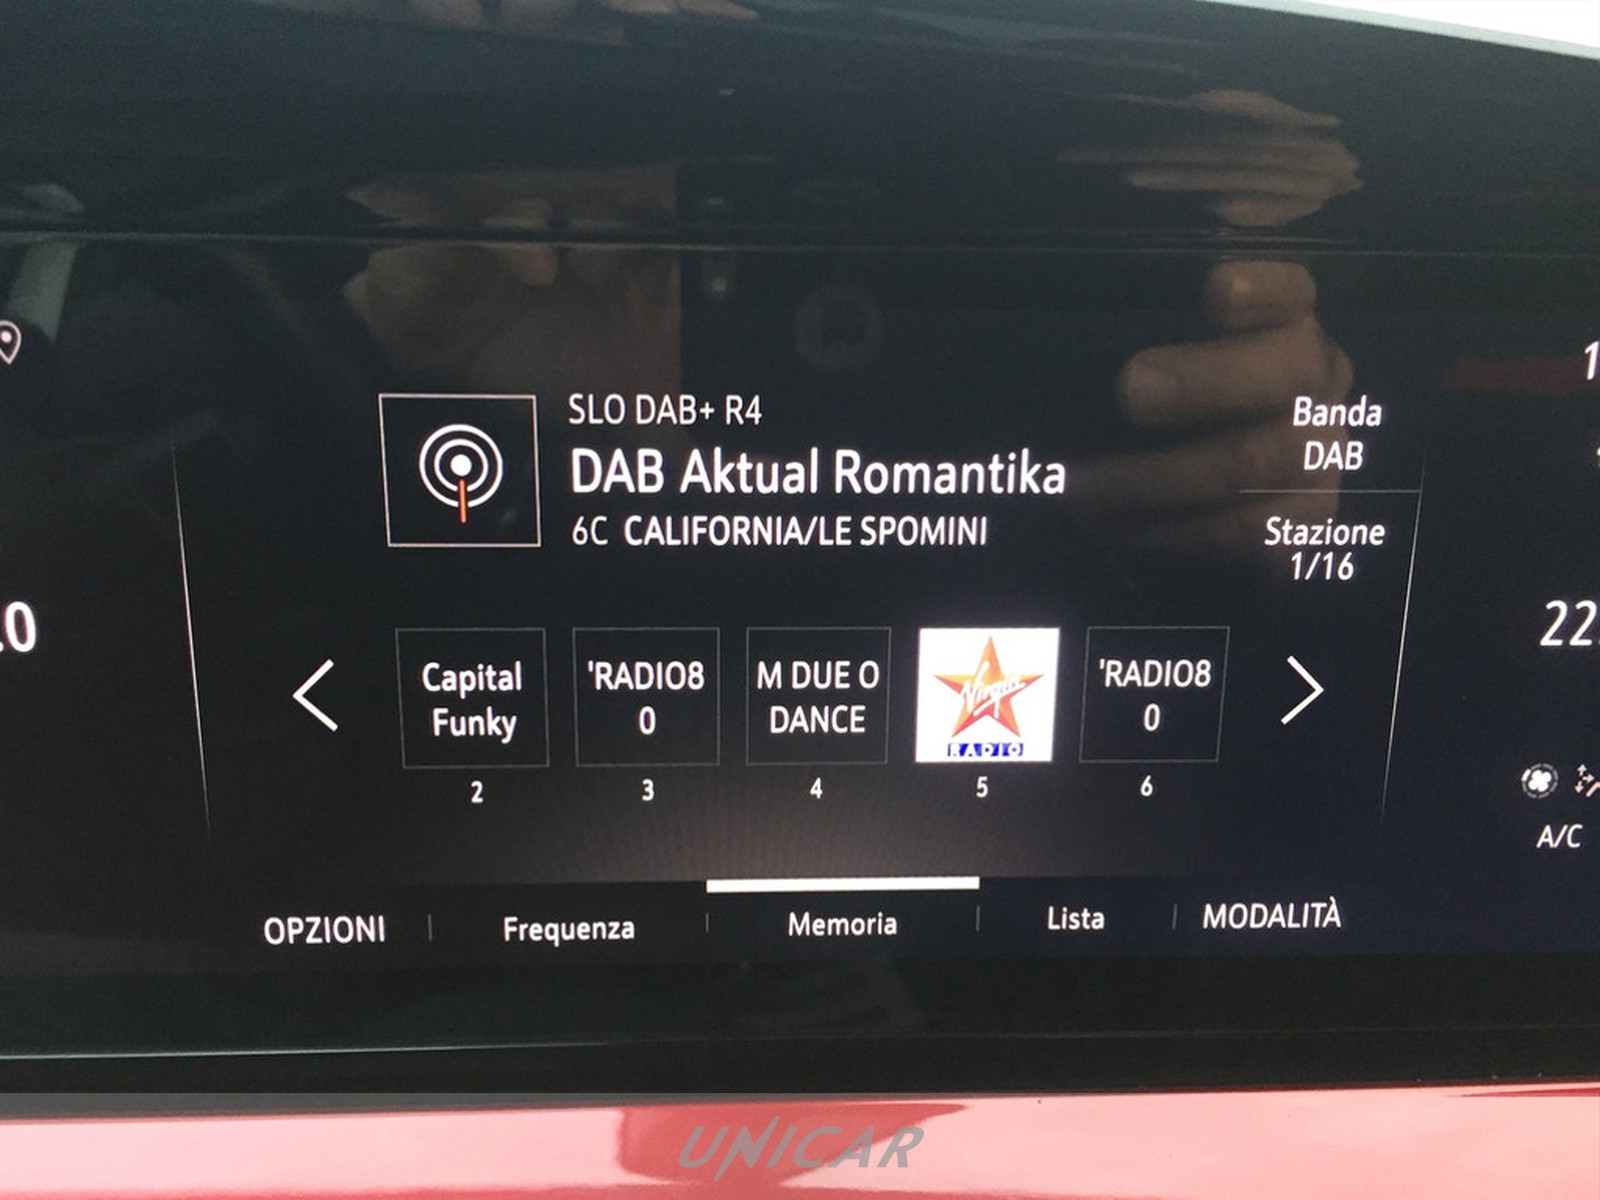 SLO DAB+ R4
DAB Aktual Romantika
6C CALIFORNIA/LE SPOMINI
Banda
DAB
Stazione
1/16
.0
22.
Capital
Funky
2
'RADIO8
0
3
M DUE O
DANCE
4
Virgin
RADIO
5
'RADIO8
0
6
A/C
OPZIONI
Frequenza
Memoria
Lista
MODALITÀ
UNICAR